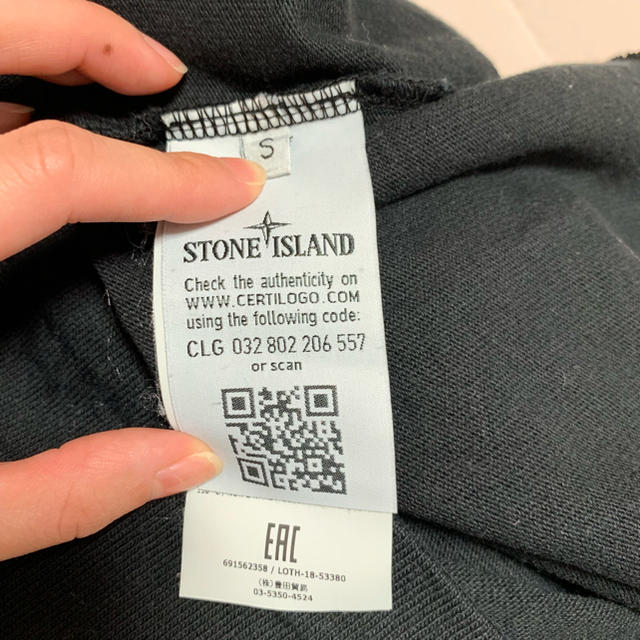 S
STONE ISLAND
Check the authenticity on
WWW.CERTILOGO.COM
using the following code:
CLG 032 802 206 557
or scan
EAC
691562358 / LOTH-18-53380
(株)豊田貿易
03-5350-4524